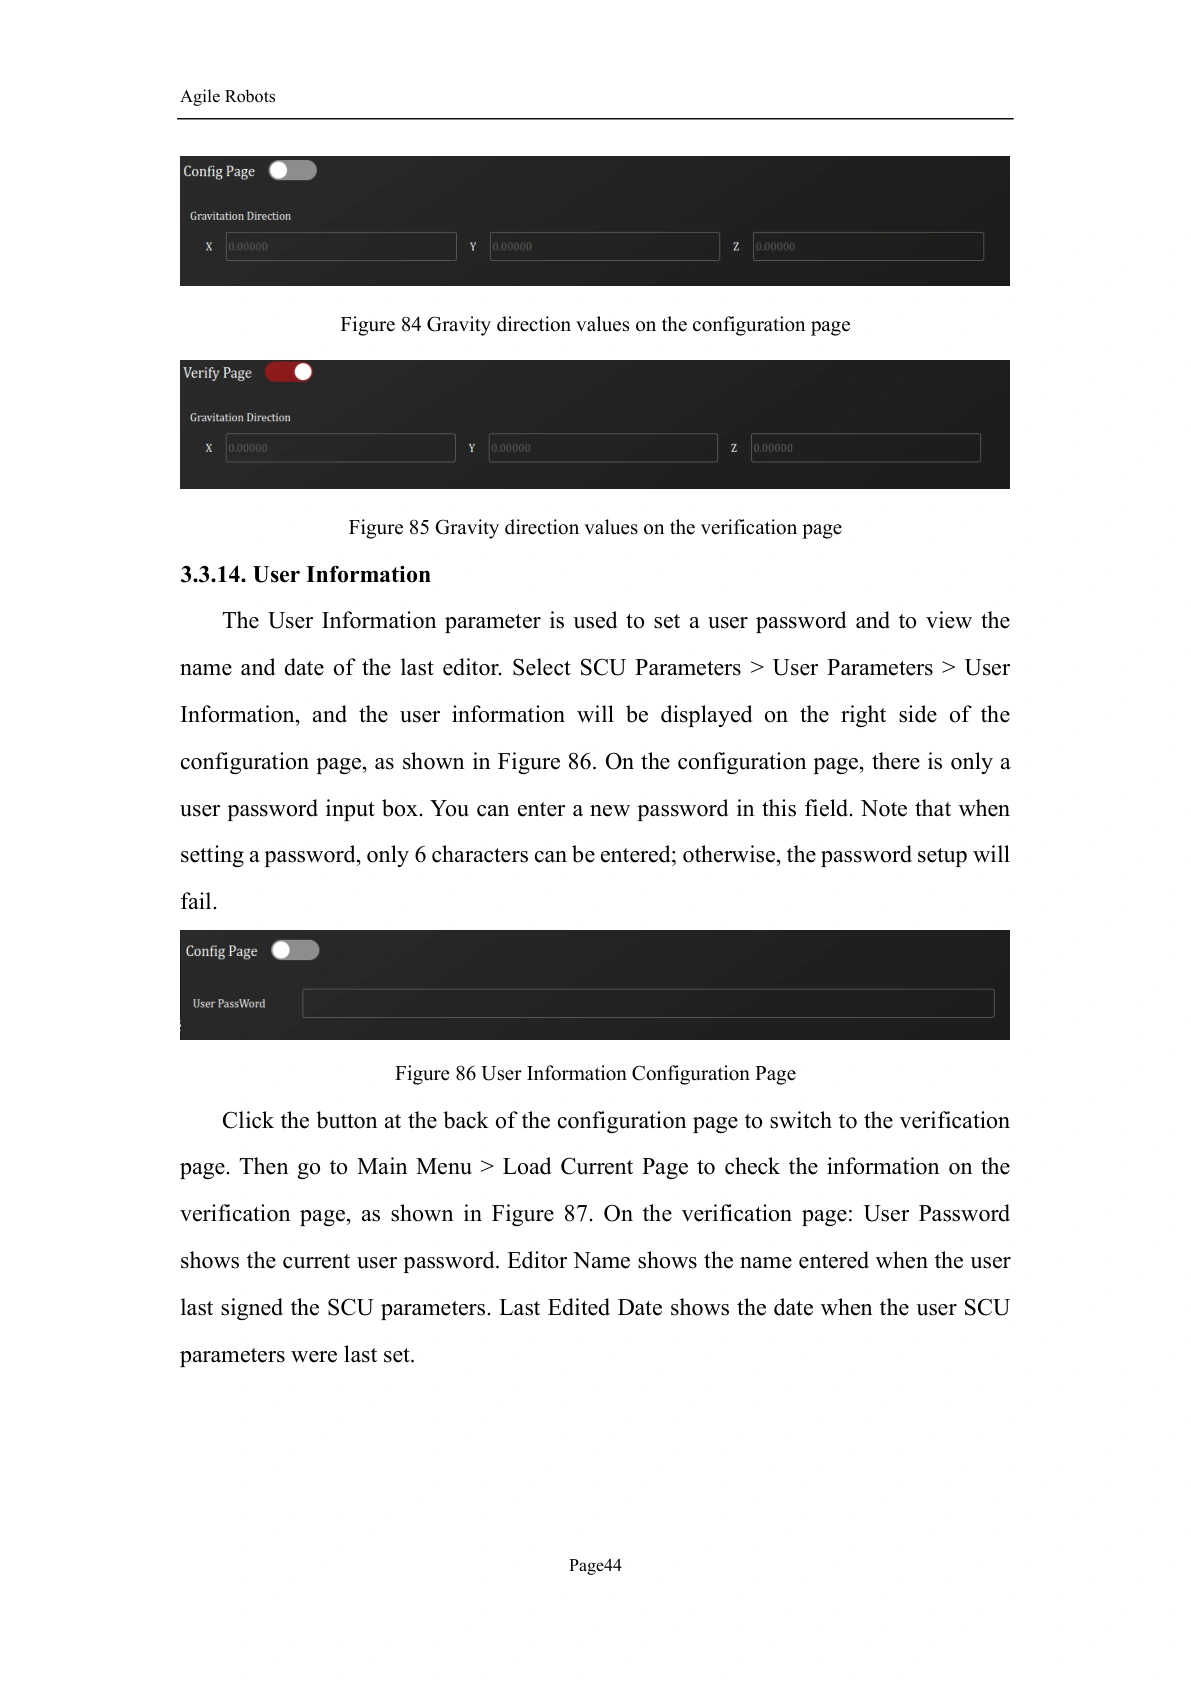 Agile Robots
Config Page
Gravitation Direction
X 0.00000 Y 0.00000 Z 0.00000
Figure 84 Gravity direction values on the configuration page
Verify Page
Gravitation Direction
X 0.00000 Y 0.00000 Z 0.00000
Figure 85 Gravity direction values on the verification page
3.3.14. User Information
The User Information parameter is used to set a user password and to view the
name and date of the last editor. Select SCU Parameters > User Parameters > User
Information, and the user information will be displayed on the right side of the
configuration page, as shown in Figure 86. On the configuration page, there is only a
user password input box. You can enter a new password in this field. Note that when
setting a password, only 6 characters can be entered; otherwise, the password setup will
fail.
Config Page
User PassWord
Figure 86 User Information Configuration Page
Click the button at the back of the configuration page to switch to the verification
page. Then go to Main Menu > Load Current Page to check the information on the
verification page, as shown in Figure 87. On the verification page: User Password
shows the current user password. Editor Name shows the name entered when the user
last signed the SCU parameters. Last Edited Date shows the date when the user SCU
parameters were last set.
Page44